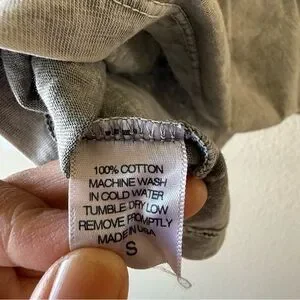 100% COTTON
MACHINE WASH
IN COLD WATER
TUMBLE DRY LOW
REMOVE PROMPTLY
MADE IN USA
S